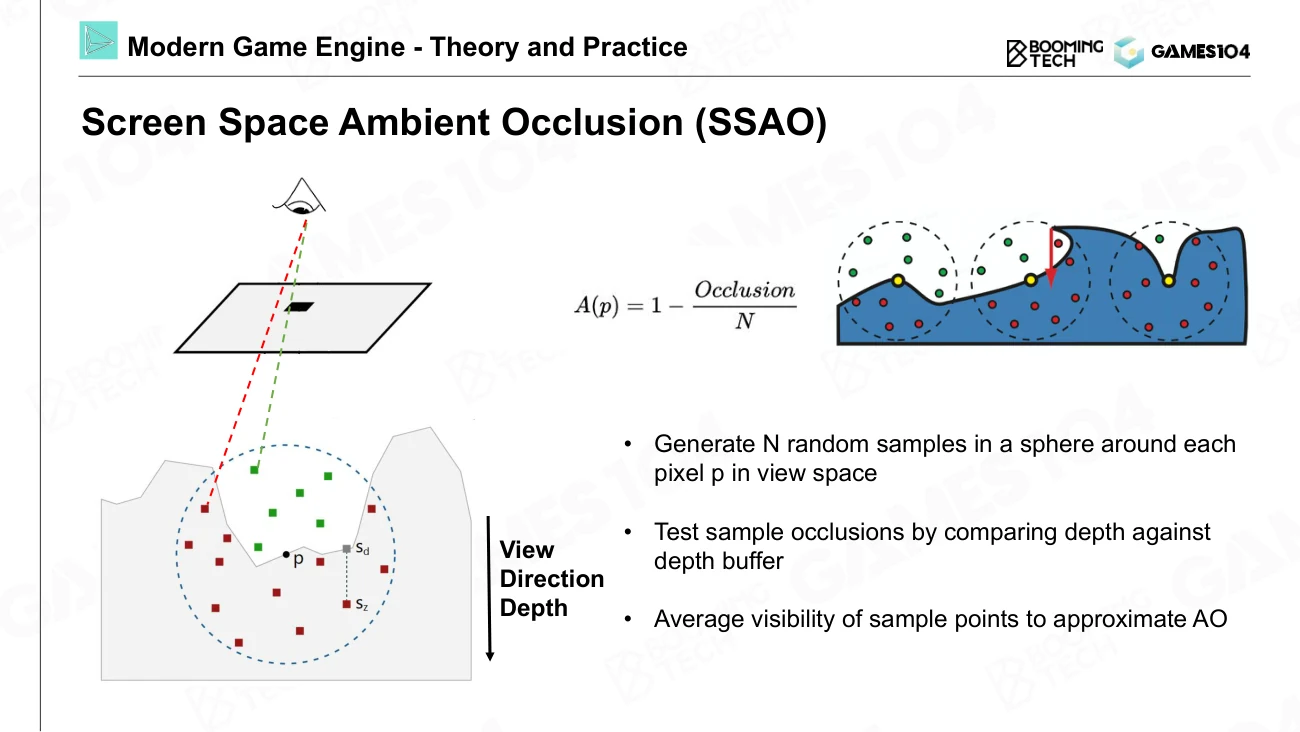 Modern Game Engine - Theory and Practice
BOOMING
TECH
GAMES104
Screen Space Ambient Occlusion (SSAO)
A(p) = 1 − Occlusion / N
• Generate N random samples in a sphere around each
pixel p in view space
• Test sample occlusions by comparing depth against
depth buffer
• Average visibility of sample points to approximate AO
p
s_d
s_z
View
Direction
Depth